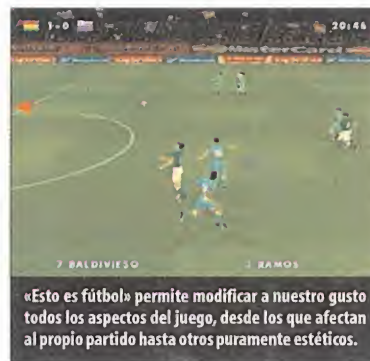 1-0 20:46
MasterCard
7 BALDIVIESO 3 RAMOS
«Esto es fútbol» permite modificar a nuestro gusto
todos los aspectos del juego, desde los que afectan
al propio partido hasta otros puramente estéticos.